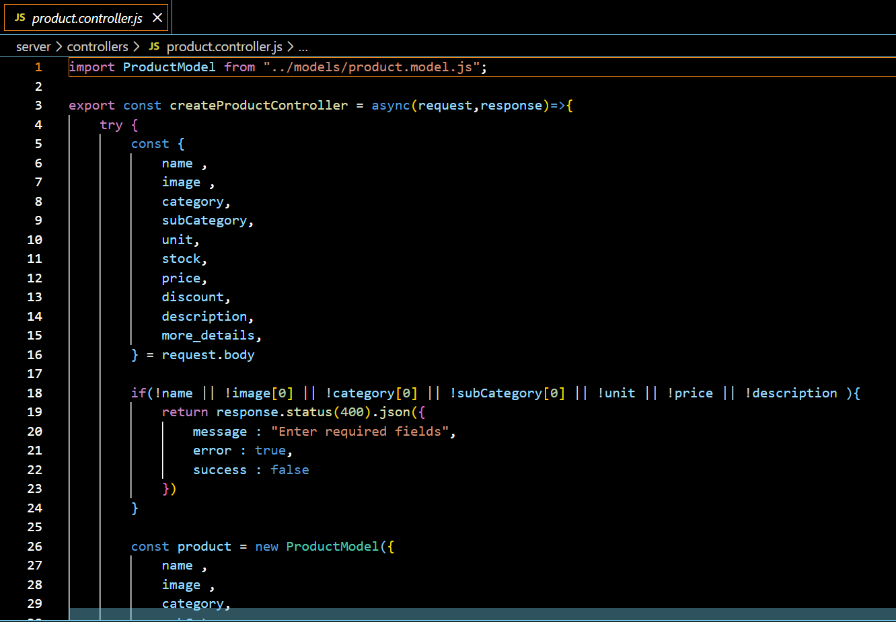 JS product.controller.js ×
server > controllers > JS product.controller.js > ...
1 import ProductModel from "../models/product.model.js";
2
3 export const createProductController = async(request,response)=>{
4     try {
5         const {
6             name ,
7             image ,
8             category,
9             subCategory,
10             unit,
11             stock,
12             price,
13             discount,
14             description,
15             more_details,
16         } = request.body
17
18         if(!name || !image[0] || !category[0] || !subCategory[0] || !unit || !price || !description ){
19             return response.status(400).json({
20                 message : "Enter required fields",
21                 error : true,
22                 success : false
23             })
24         }
25
26         const product = new ProductModel({
27             name ,
28             image ,
29             category,